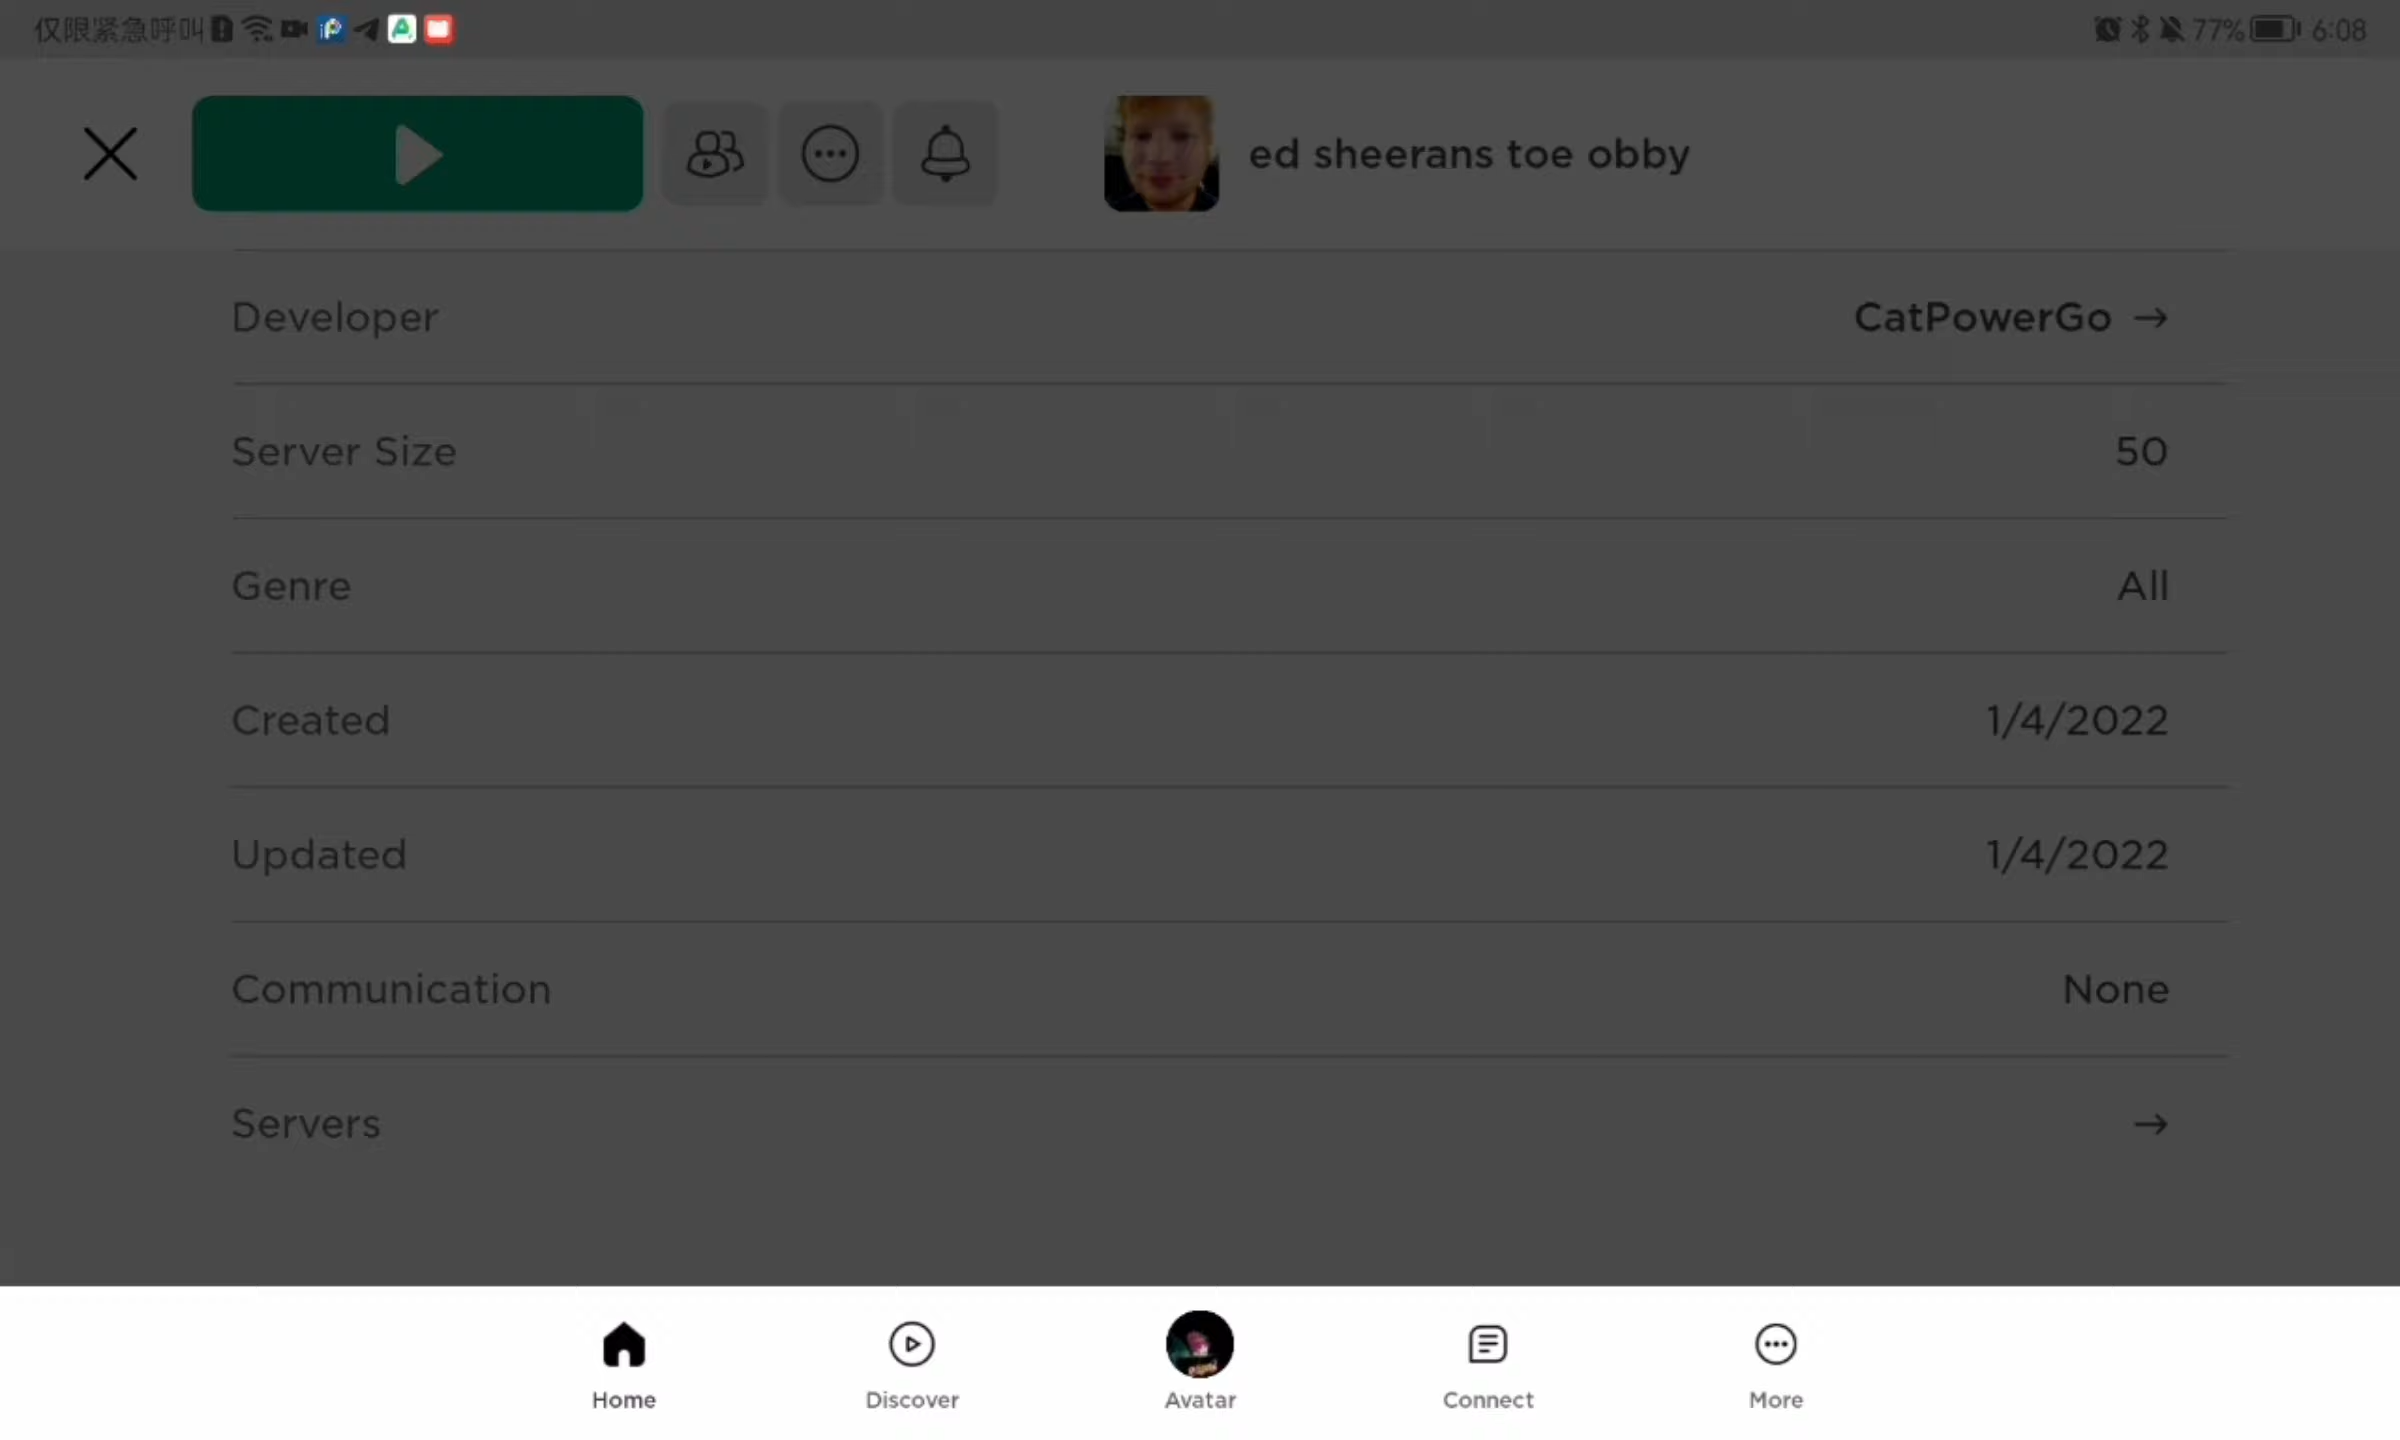 仅限紧急呼叫 77% 6:08
ed sheerans toe obby
Developer CatPowerGo →
Server Size 50
Genre All
Created 1/4/2022
Updated 1/4/2022
Communication None
Servers →
Home Discover Avatar Connect More